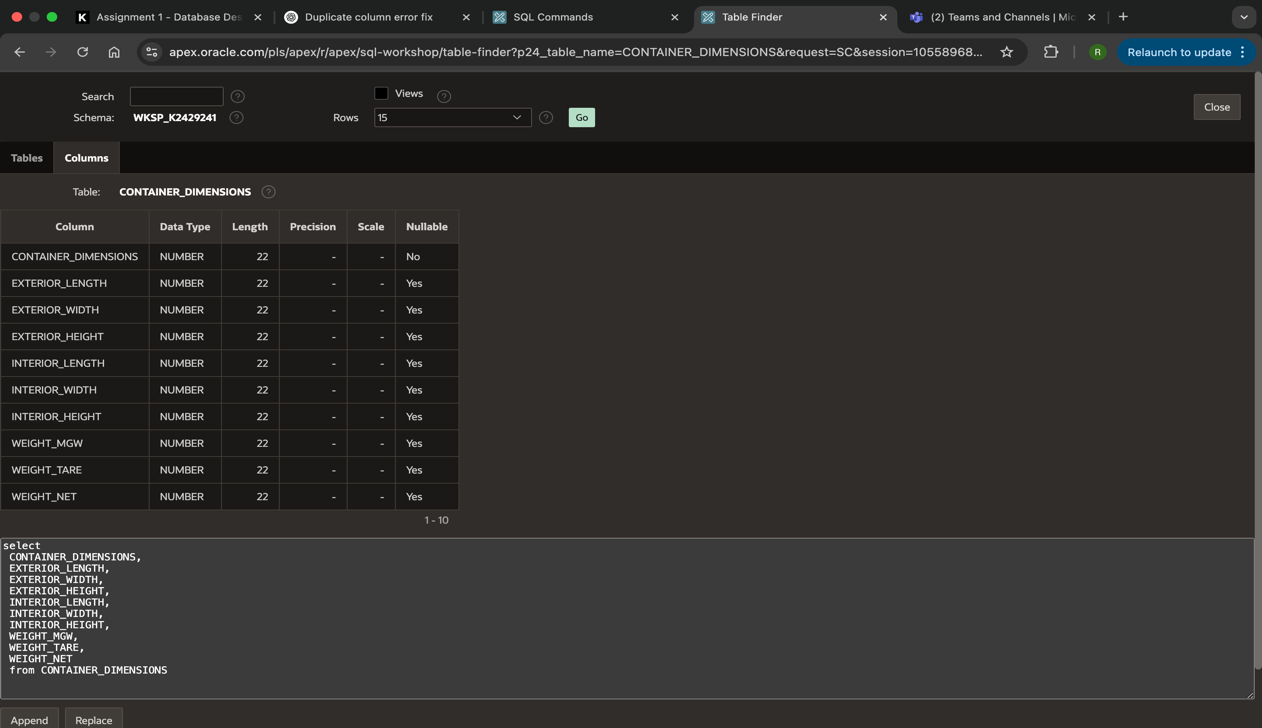 Assignment 1 - Database Des
Duplicate column error fix
SQL Commands
Table Finder
(2) Teams and Channels | Mic
apex.oracle.com/pls/apex/r/apex/sql-workshop/table-finder?p24_table_name=CONTAINER_DIMENSIONS&request=SC&session=10558968...
R
Relaunch to update
Search
Views
Schema: WKSP_K2429241
Rows 15
Go
Close
Tables Columns
Table: CONTAINER_DIMENSIONS
Column Data Type Length Precision Scale Nullable
CONTAINER_DIMENSIONS NUMBER 22 - - No
EXTERIOR_LENGTH NUMBER 22 - - Yes
EXTERIOR_WIDTH NUMBER 22 - - Yes
EXTERIOR_HEIGHT NUMBER 22 - - Yes
INTERIOR_LENGTH NUMBER 22 - - Yes
INTERIOR_WIDTH NUMBER 22 - - Yes
INTERIOR_HEIGHT NUMBER 22 - - Yes
WEIGHT_MGW NUMBER 22 - - Yes
WEIGHT_TARE NUMBER 22 - - Yes
WEIGHT_NET NUMBER 22 - - Yes
1 - 10
select
CONTAINER_DIMENSIONS,
EXTERIOR_LENGTH,
EXTERIOR_WIDTH,
EXTERIOR_HEIGHT,
INTERIOR_LENGTH,
INTERIOR_WIDTH,
INTERIOR_HEIGHT,
WEIGHT_MGW,
WEIGHT_TARE,
WEIGHT_NET
from CONTAINER_DIMENSIONS
Append Replace